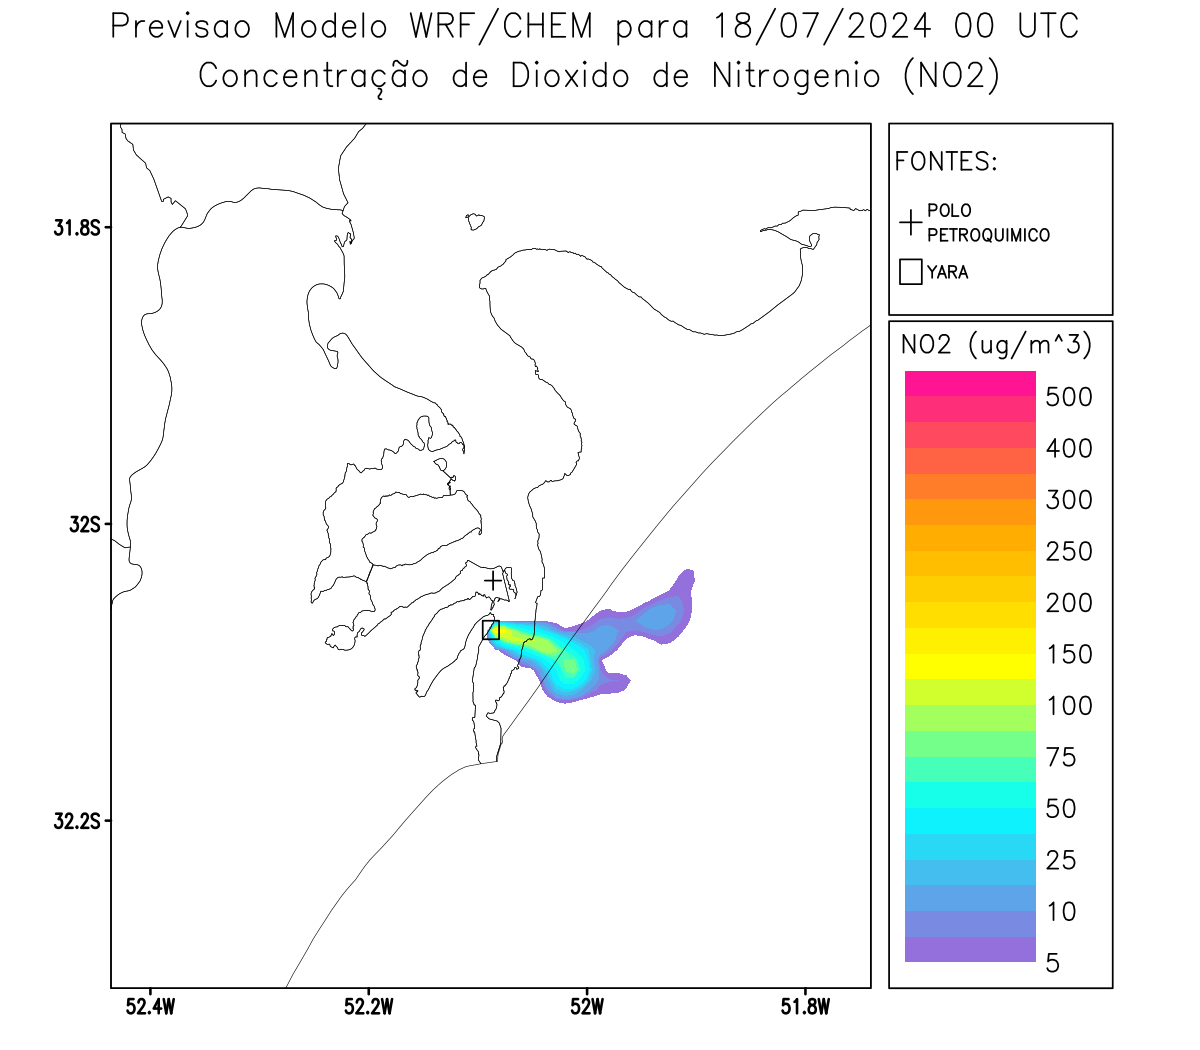 Previsao Modelo WRF/CHEM para 18/07/2024 00 UTC
Concentração de Dioxido de Nitrogenio (NO2)
FONTES:
POLO
PETROQUIMICO
YARA
NO2 (ug/m^3)
500
400
300
250
200
150
100
75
50
25
10
5
31.8S
32S
32.2S
52.4W
52.2W
52W
51.8W